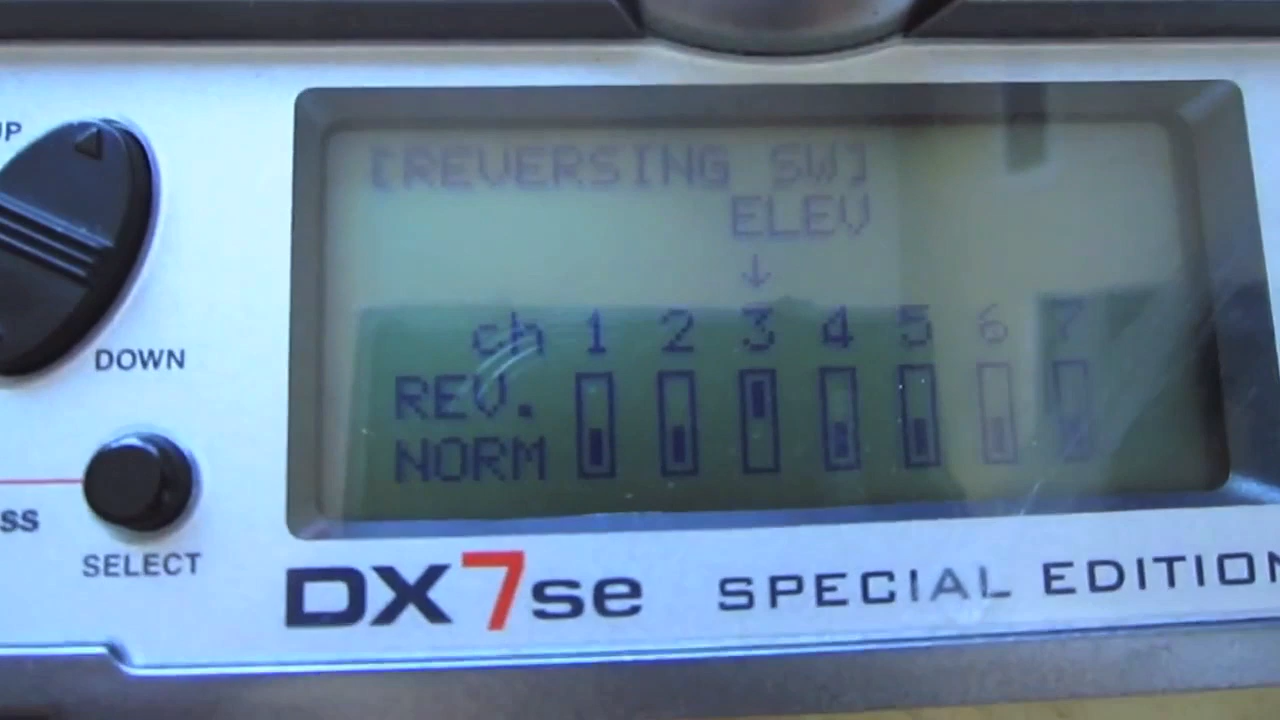 UP
DOWN
SELECT
SS
[REVERSING SW]
ELEV
↓
ch 1 2 3 4 5 6 7
REV.
NORM
DX7se SPECIAL EDITION